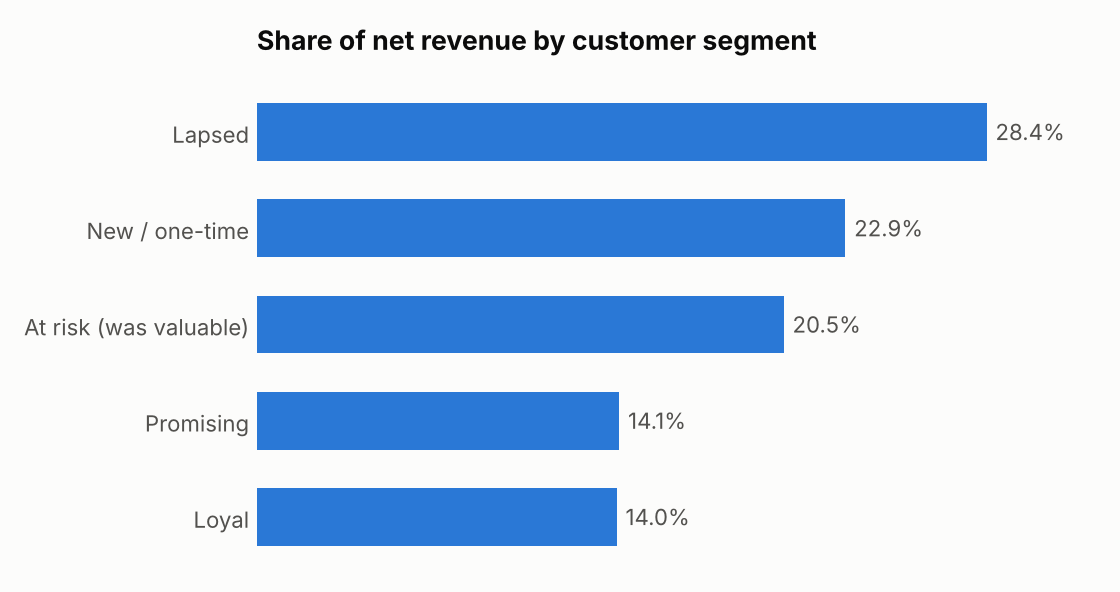 Share of net revenue by customer segment
Lapsed 28.4%
New / one-time 22.9%
At risk (was valuable) 20.5%
Promising 14.1%
Loyal 14.0%